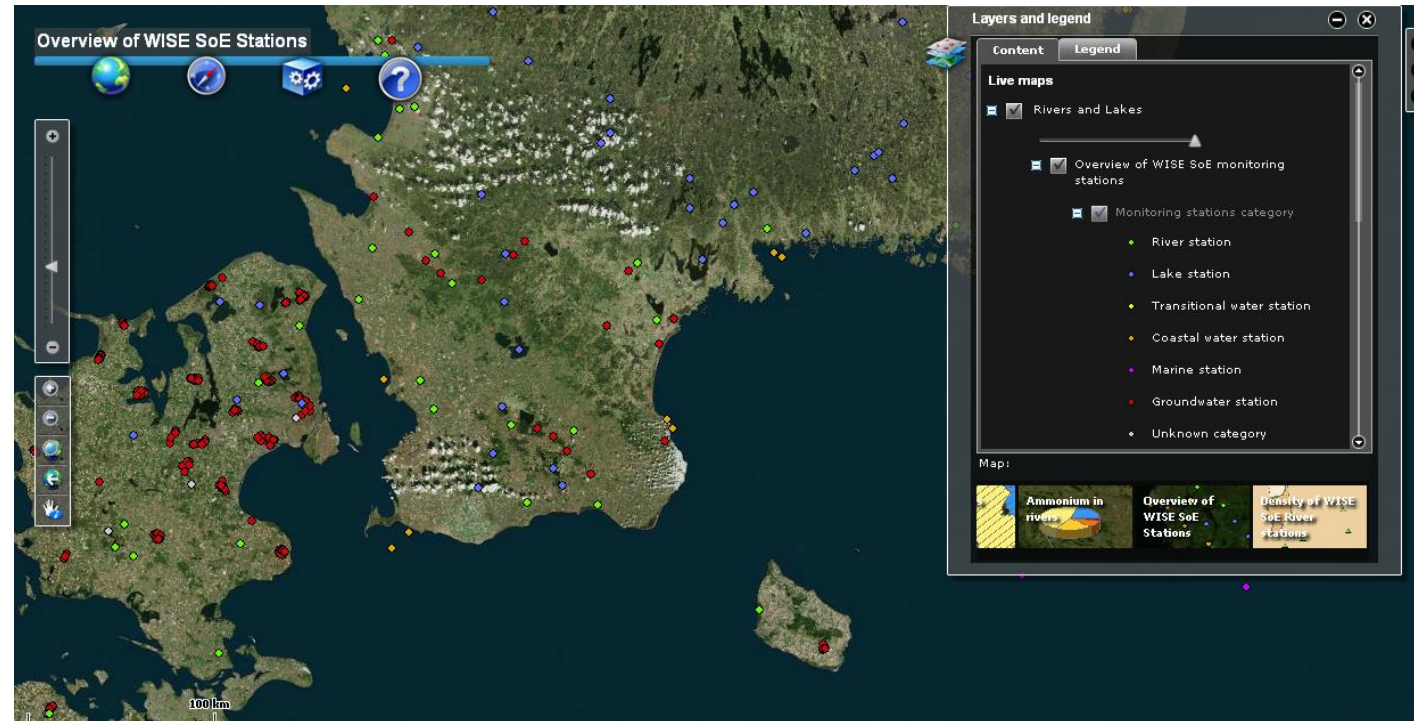 Overview of WISE SoE Stations
?
100 km
Layers and legend
Content
Legend
Live maps
Rivers and Lakes
Overview of WISE SoE monitoring
stations
Monitoring stations category
River station
Lake station
Transitional water station
Coastal water station
Marine station
Groundwater station
Unknown category
Map:
Ammonium in
rivers
Overview of
WISE SoE
Stations
Density of WISE
SoE River
stations